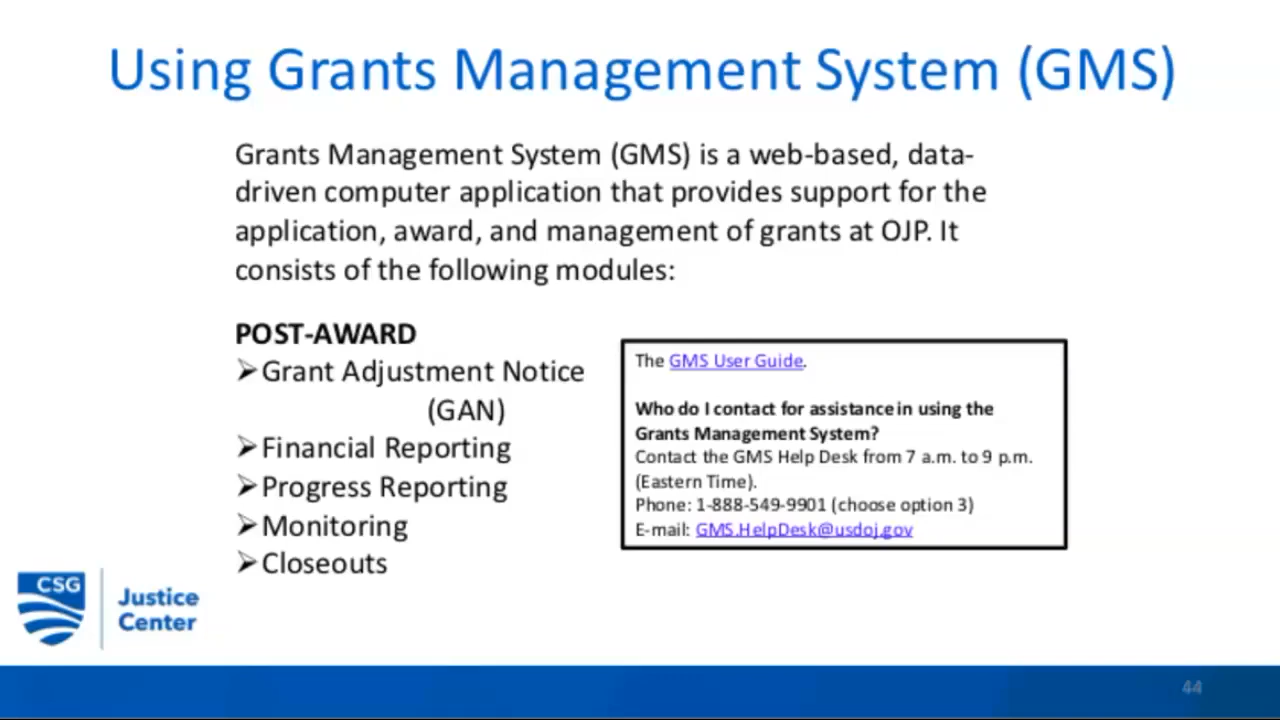 Using Grants Management System (GMS)
Grants Management System (GMS) is a web-based, data-
driven computer application that provides support for the
application, award, and management of grants at OJP. It
consists of the following modules:
POST-AWARD
➢Grant Adjustment Notice
(GAN)
➢Financial Reporting
➢Progress Reporting
➢Monitoring
➢Closeouts
The GMS User Guide.
Who do I contact for assistance in using the
Grants Management System?
Contact the GMS Help Desk from 7 a.m. to 9 p.m.
(Eastern Time).
Phone: 1-888-549-9901 (choose option 3)
E-mail: GMS.HelpDesk@usdoj.gov
CSG
Justice
Center
44